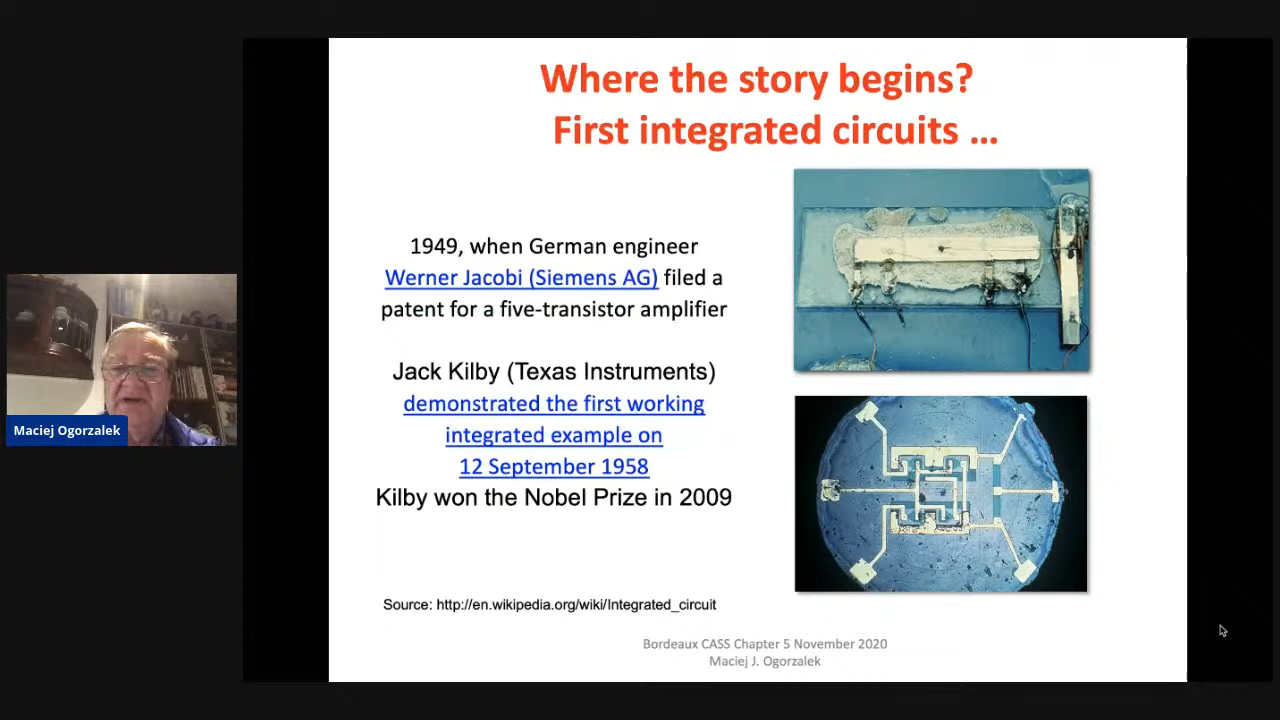 Where the story begins?
First integrated circuits ...
1949, when German engineer
Werner Jacobi (Siemens AG) filed a
patent for a five-transistor amplifier
Jack Kilby (Texas Instruments)
demonstrated the first working
integrated example on
12 September 1958
Kilby won the Nobel Prize in 2009
Source: http://en.wikipedia.org/wiki/Integrated_circuit
Bordeaux CASS Chapter 5 November 2020
Maciej J. Ogorzalek
Maciej Ogorzalek